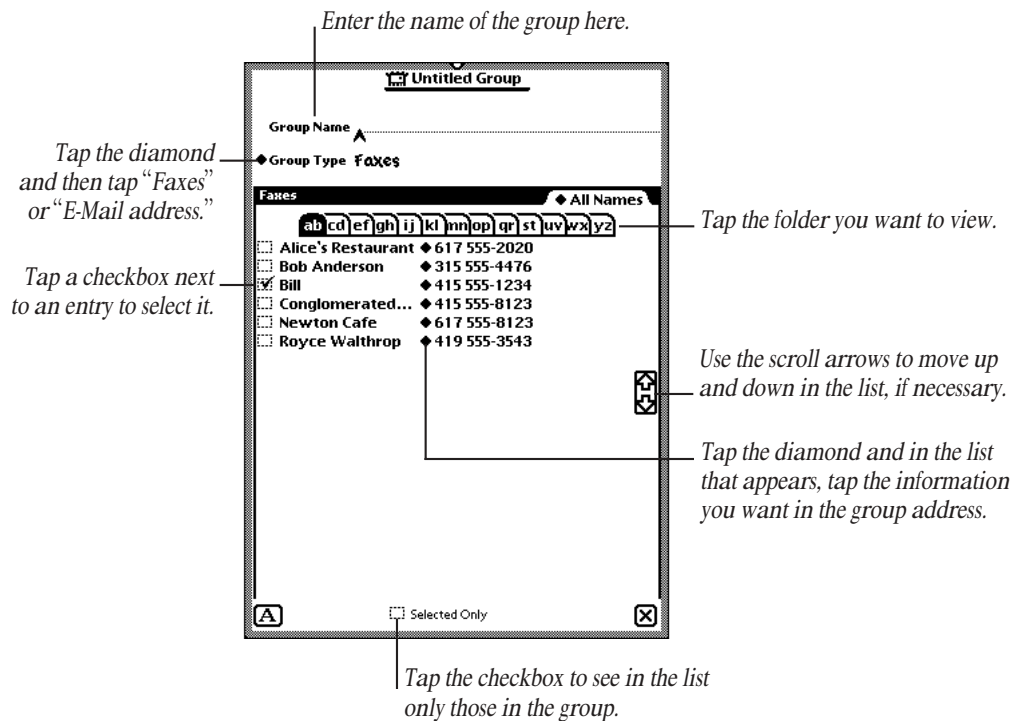 Enter the name of the group here.
Untitled Group
Group Name
Tap the diamond
and then tap “Faxes”
or “E-Mail address.”
Group Type Faxes
Faxes
All Names
ab cd ef gh ij kl mn op qr st uv wx yz
Tap the folder you want to view.
Alice's Restaurant 617 555-2020
Bob Anderson 315 555-4476
Bill 415 555-1234
Conglomerated... 415 555-8123
Newton Cafe 617 555-8123
Royce Walthrop 419 555-3543
Tap a checkbox next
to an entry to select it.
Use the scroll arrows to move up
and down in the list, if necessary.
Tap the diamond and in the list
that appears, tap the information
you want in the group address.
A
Selected Only
Tap the checkbox to see in the list
only those in the group.